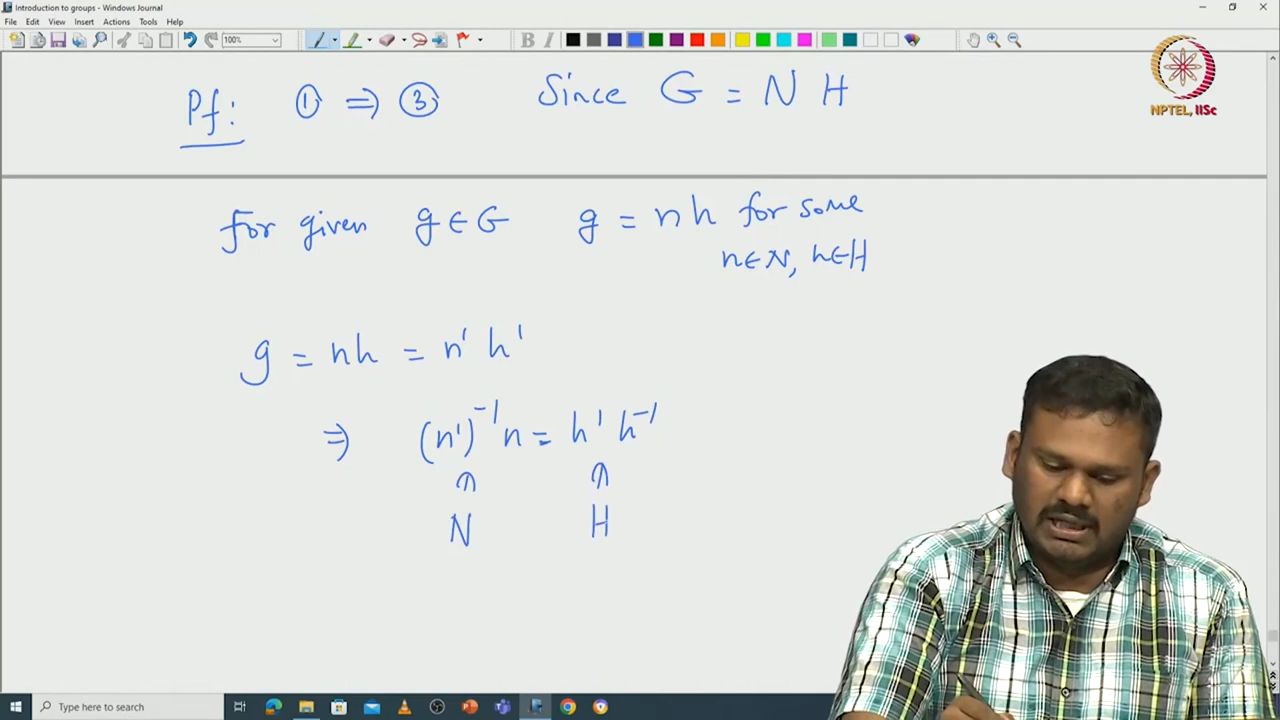 Introduction to groups - Windows Journal
File Edit View Insert Actions Tools Help
100%
B I
NPTEL, IISc
Pf: ① ⇒ ③ Since G = N H
For given g ∈ G g = nh for some
n∈N, h∈H
g = nh = n' h'
⇒ (n')⁻¹ n = h' h⁻¹
N H
Type here to search